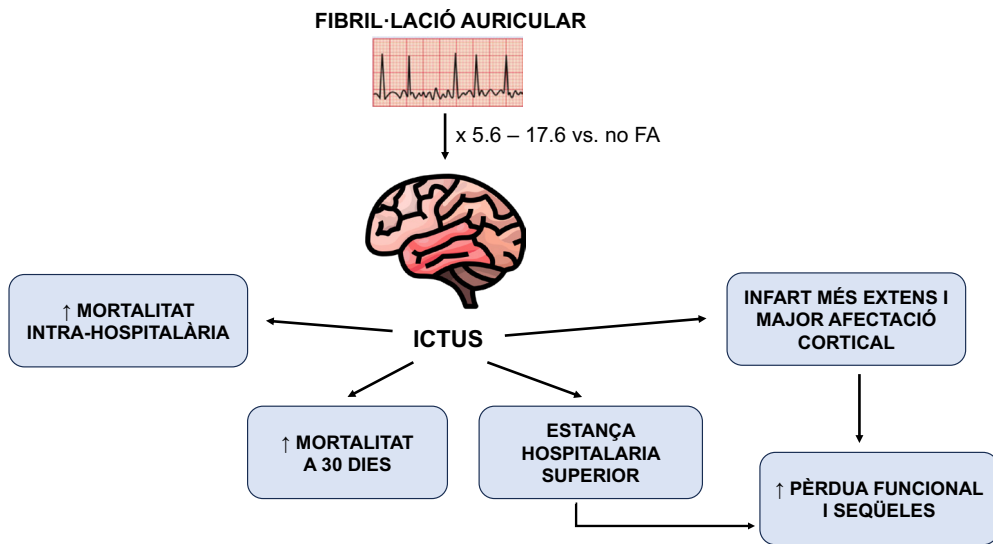 FIBRIL·LACIÓ AURICULAR
x 5.6 – 17.6 vs. no FA
ICTUS
↑ MORTALITAT
INTRA-HOSPITALÀRIA
INFART MÉS EXTENS I
MAJOR AFECTACIÓ
CORTICAL
↑ MORTALITAT
A 30 DIES
ESTANÇA
HOSPITALARIA
SUPERIOR
↑ PÈRDUA FUNCIONAL
I SEQÜELES